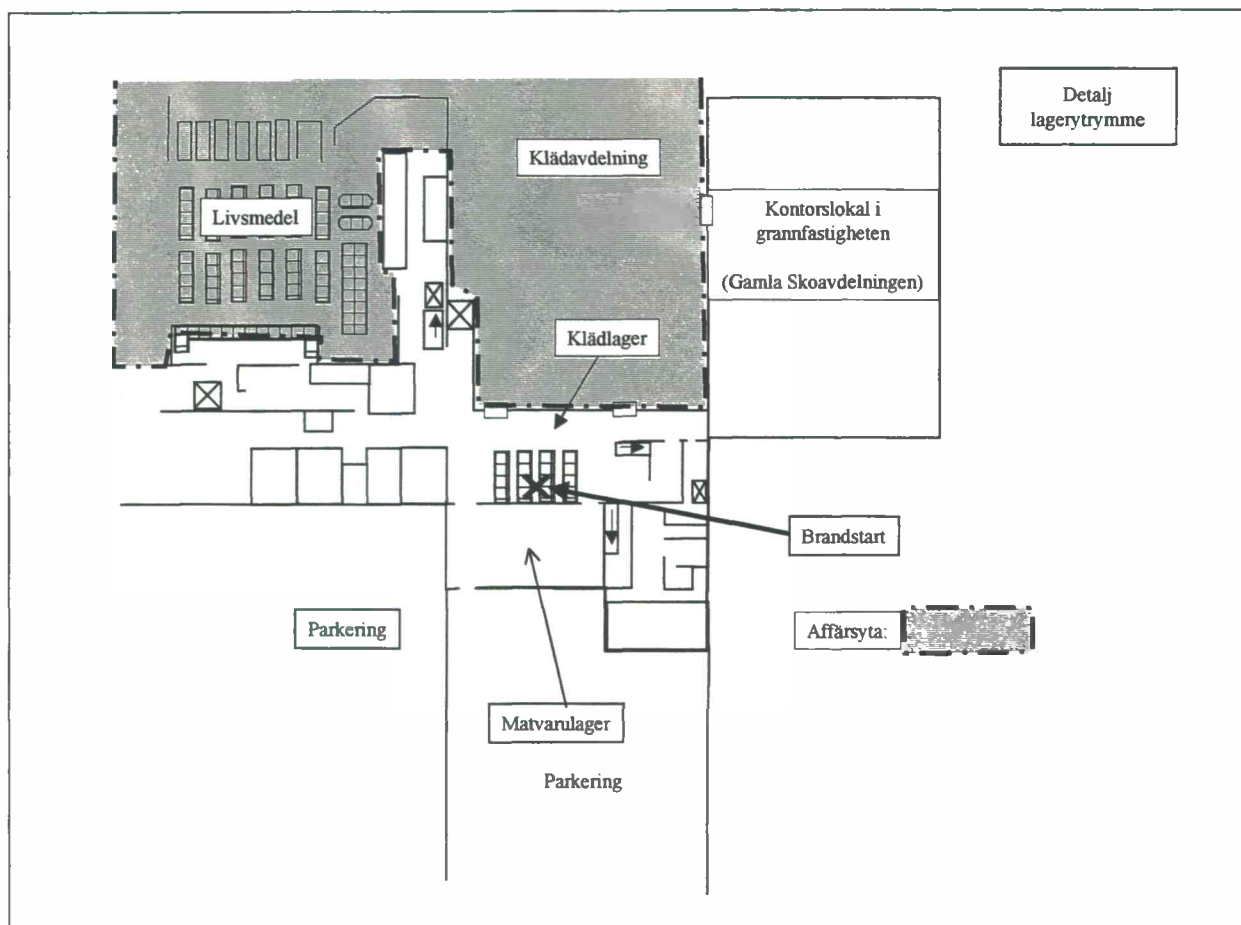 Detalj
lagerytrymme
Klädavdelning
Livsmedel
Kontorslokal i
grannfastigheten
(Gamla Skoavdelningen)
Klädlager
Brandstart
Parkering
Affärsyta:
Matvarulager
Parkering